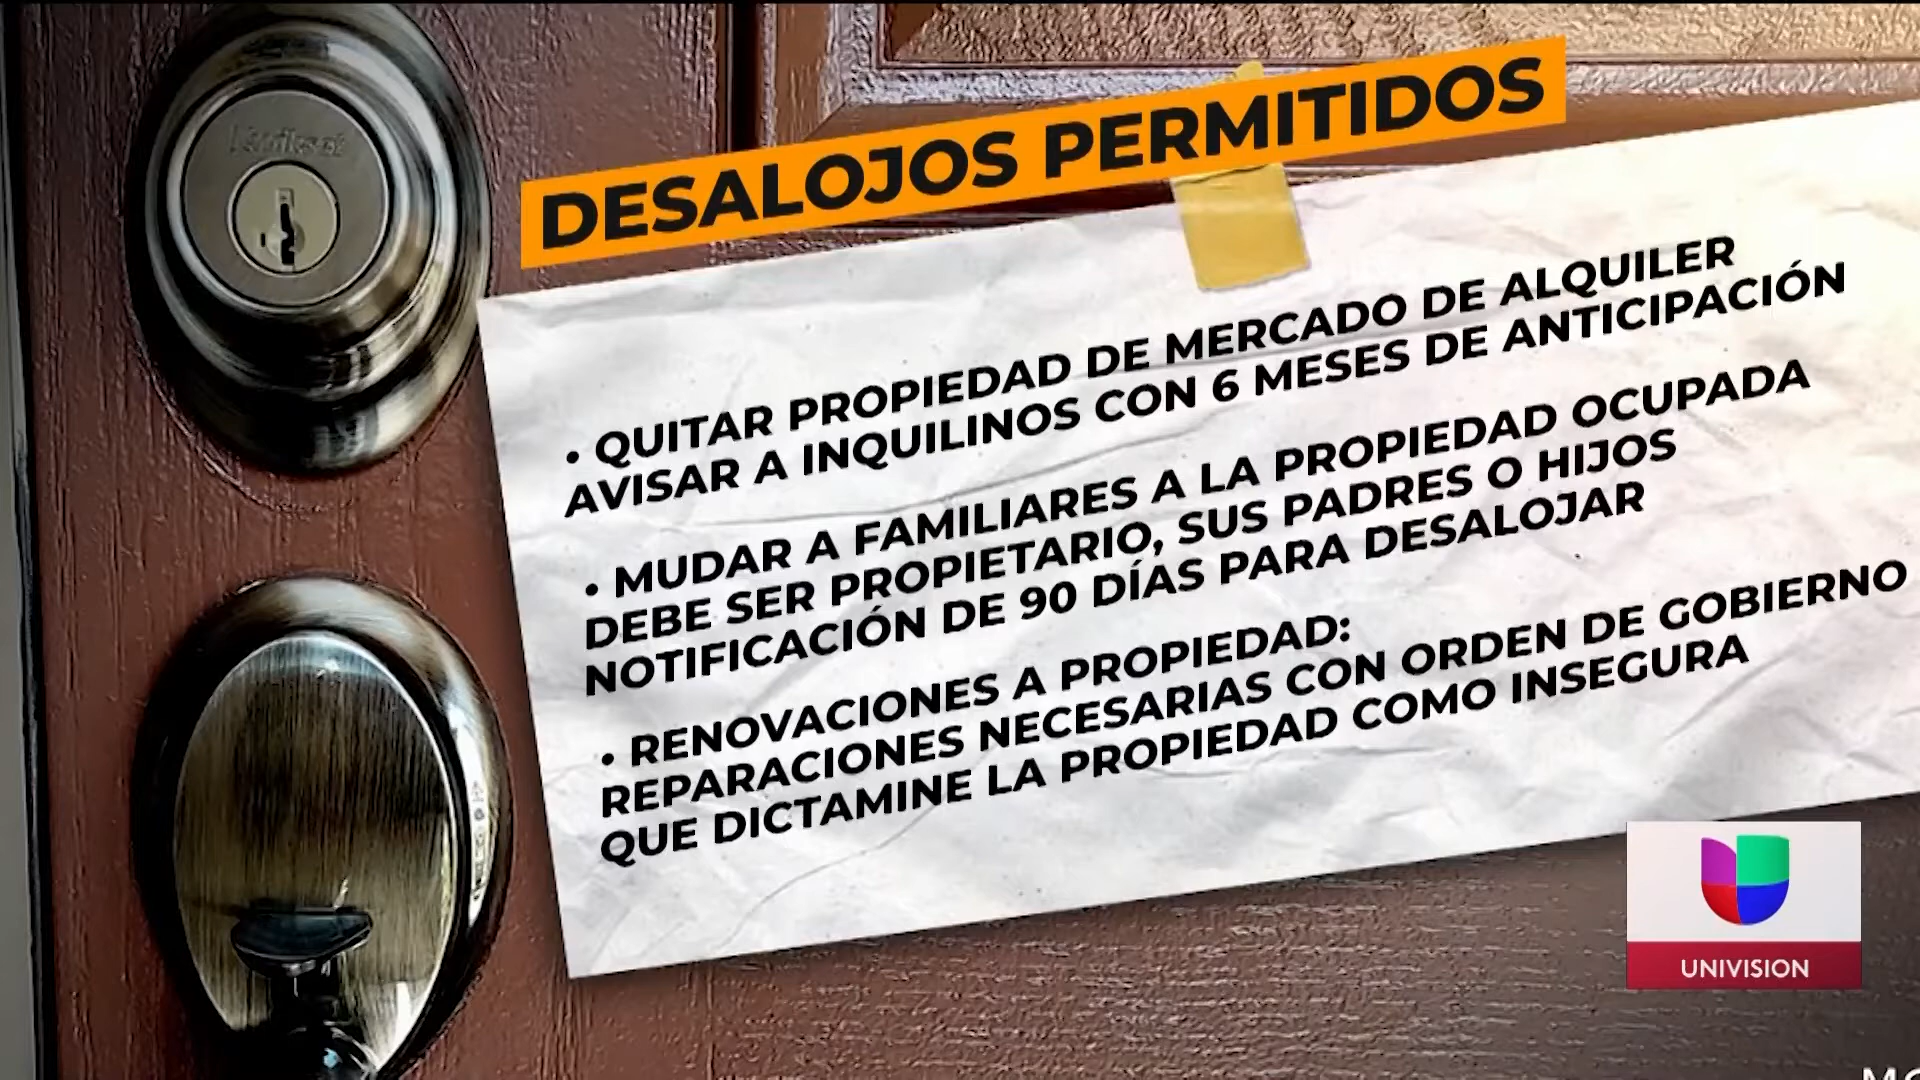 DESALOJOS PERMITIDOS
• QUITAR PROPIEDAD DE MERCADO DE ALQUILER
AVISAR A INQUILINOS CON 6 MESES DE ANTICIPACIÓN
• MUDAR A FAMILIARES A LA PROPIEDAD OCUPADA
DEBE SER PROPIETARIO, SUS PADRES O HIJOS
NOTIFICACIÓN DE 90 DÍAS PARA DESALOJAR
• RENOVACIONES A PROPIEDAD:
REPARACIONES NECESARIAS CON ORDEN DE GOBIERNO
QUE DICTAMINE LA PROPIEDAD COMO INSEGURA
UNIVISION